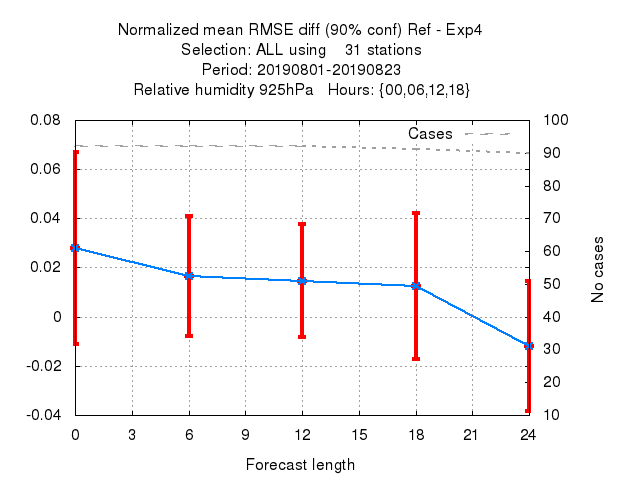 Normalized mean RMSE diff (90% conf) Ref - Exp4
Selection: ALL using    31 stations
Period: 20190801-20190823
Relative humidity 925hPa   Hours: {00,06,12,18}
Cases
0.08
0.06
0.04
0.02
0
-0.02
-0.04
100
90
80
70
60
50
40
30
20
10
No cases
0 3 6 9 12 15 18 21 24
Forecast length